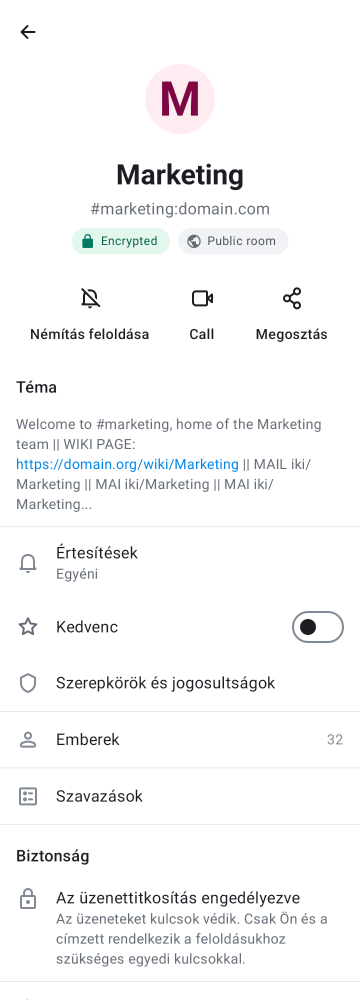 M
Marketing
#marketing:domain.com
Encrypted
Public room
Némítás feloldása
Call
Megosztás
Téma
Welcome to #marketing, home of the Marketing
team || WIKI PAGE:
https://domain.org/wiki/Marketing || MAIL iki/
Marketing || MAI iki/Marketing || MAI iki/
Marketing...
Értesítések
Egyéni
Kedvenc
Szerepkörök és jogosultságok
Emberek
32
Szavazások
Biztonság
Az üzenettitkosítás engedélyezve
Az üzeneteket kulcsok védik. Csak Ön és a
címzett rendelkezik a feloldásukhoz
szükséges egyedi kulcsokkal.